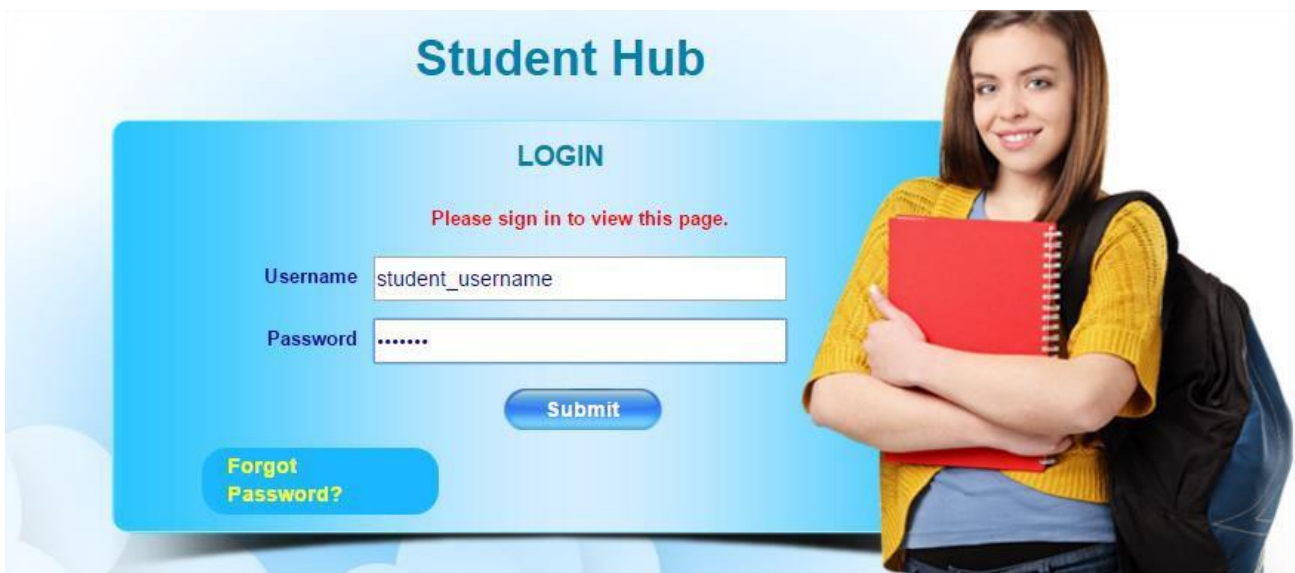 Student Hub
LOGIN
Please sign in to view this page.
Username
student_username
Password
•••••••
Submit
Forgot
Password?